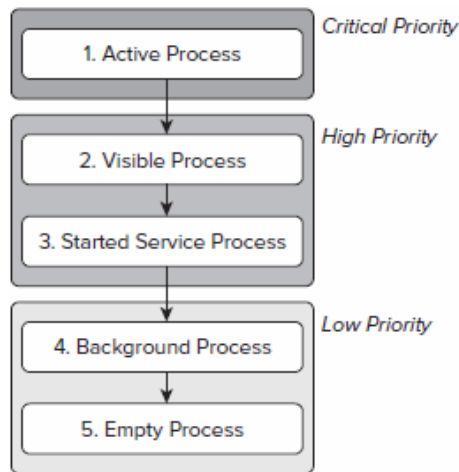 Critical Priority
1. Active Process
High Priority
2. Visible Process
3. Started Service Process
Low Priority
4. Background Process
5. Empty Process